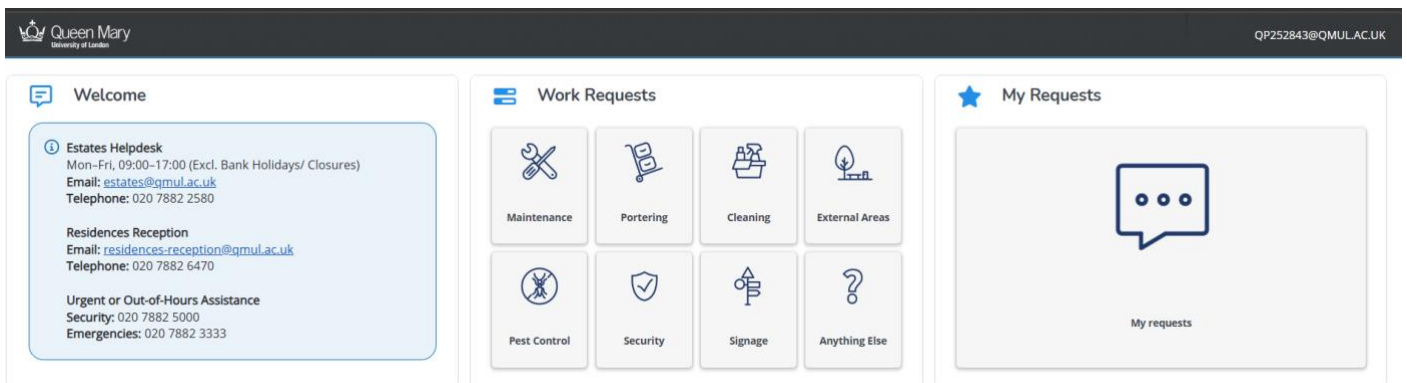 Queen Mary
University of London
QP252843@QMUL.AC.UK
Welcome
Estates Helpdesk
Mon–Fri, 09:00–17:00 (Excl. Bank Holidays/ Closures)
Email: estates@qmul.ac.uk
Telephone: 020 7882 2580
Residences Reception
Email: residences-reception@qmul.ac.uk
Telephone: 020 7882 6470
Urgent or Out-of-Hours Assistance
Security: 020 7882 5000
Emergencies: 020 7882 3333
Work Requests
Maintenance
Portering
Cleaning
External Areas
Pest Control
Security
Signage
Anything Else
My Requests
My requests